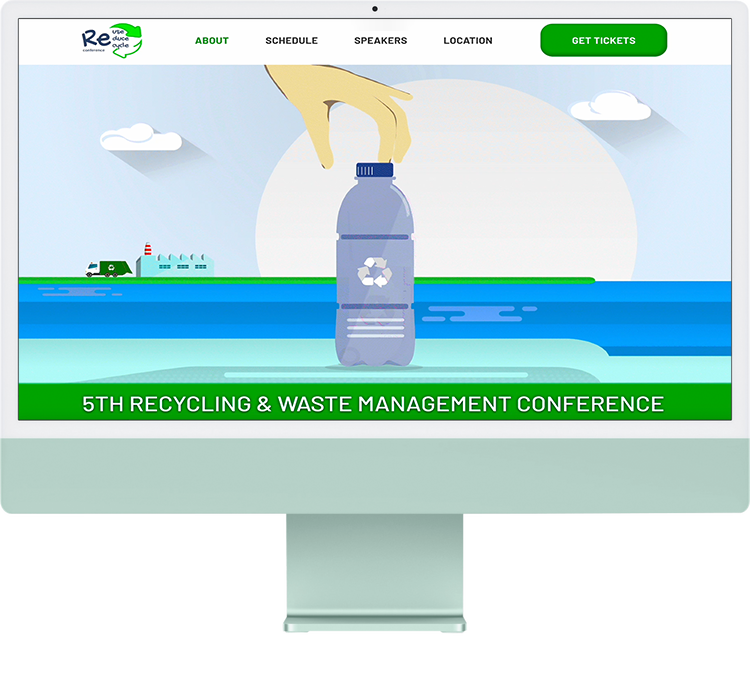 Re use
duce
cycle
conference
ABOUT
SCHEDULE
SPEAKERS
LOCATION
GET TICKETS
5TH RECYCLING & WASTE MANAGEMENT CONFERENCE